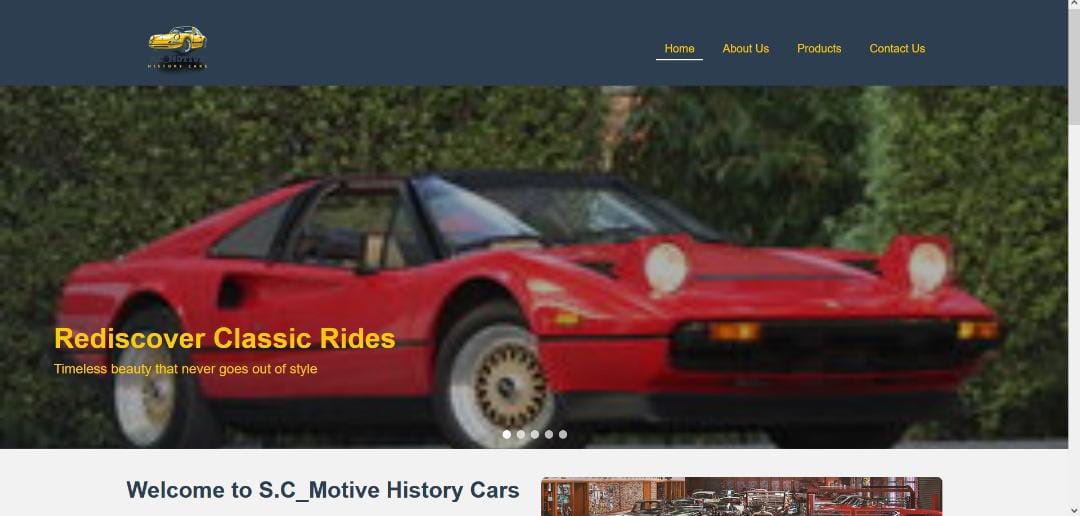 HISTORY CARS
Home
About Us
Products
Contact Us
Rediscover Classic Rides
Timeless beauty that never goes out of style
Welcome to S.C_Motive History Cars